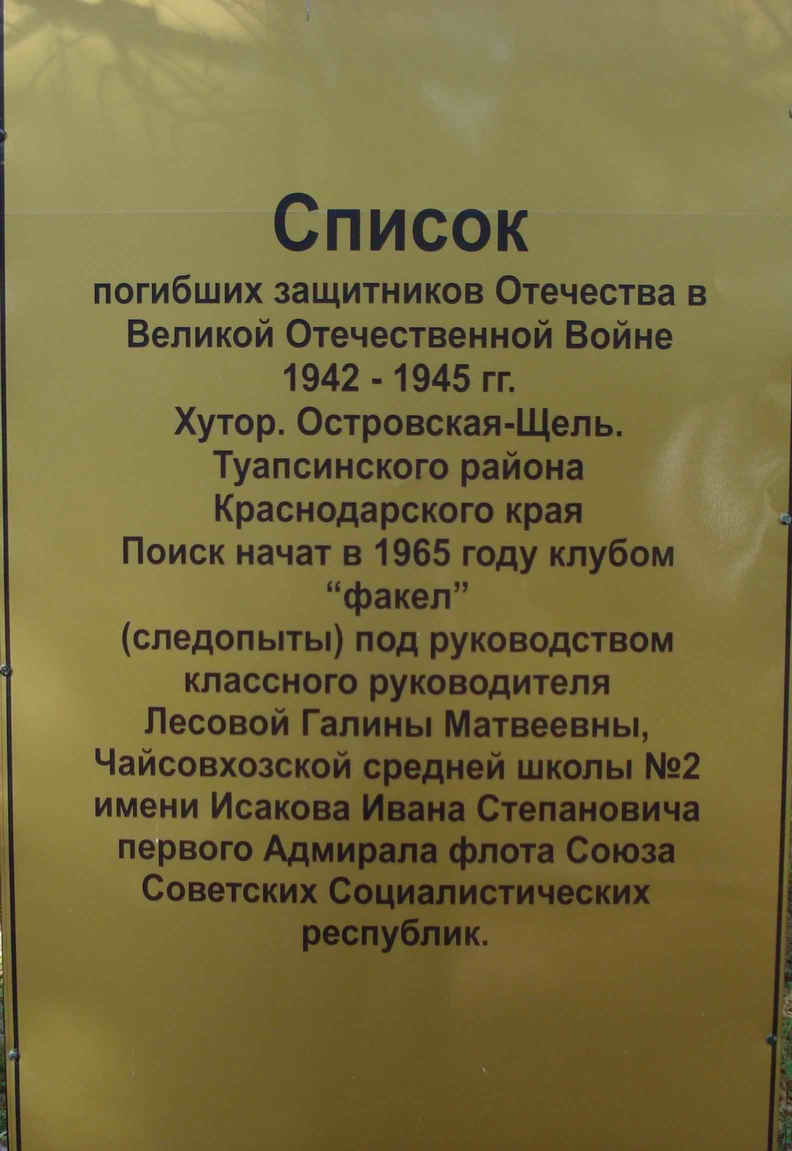 Список
погибших защитников Отечества в
Великой Отечественной Войне
1942 - 1945 гг.
Хутор. Островская-Щель.
Туапсинского района
Краснодарского края
Поиск начат в 1965 году клубом
“факел”
(следопыты) под руководством
классного руководителя
Лесовой Галины Матвеевны,
Чайсовхозской средней школы №2
имени Исакова Ивана Степановича
первого Адмирала флота Союза
Советских Социалистических
республик.